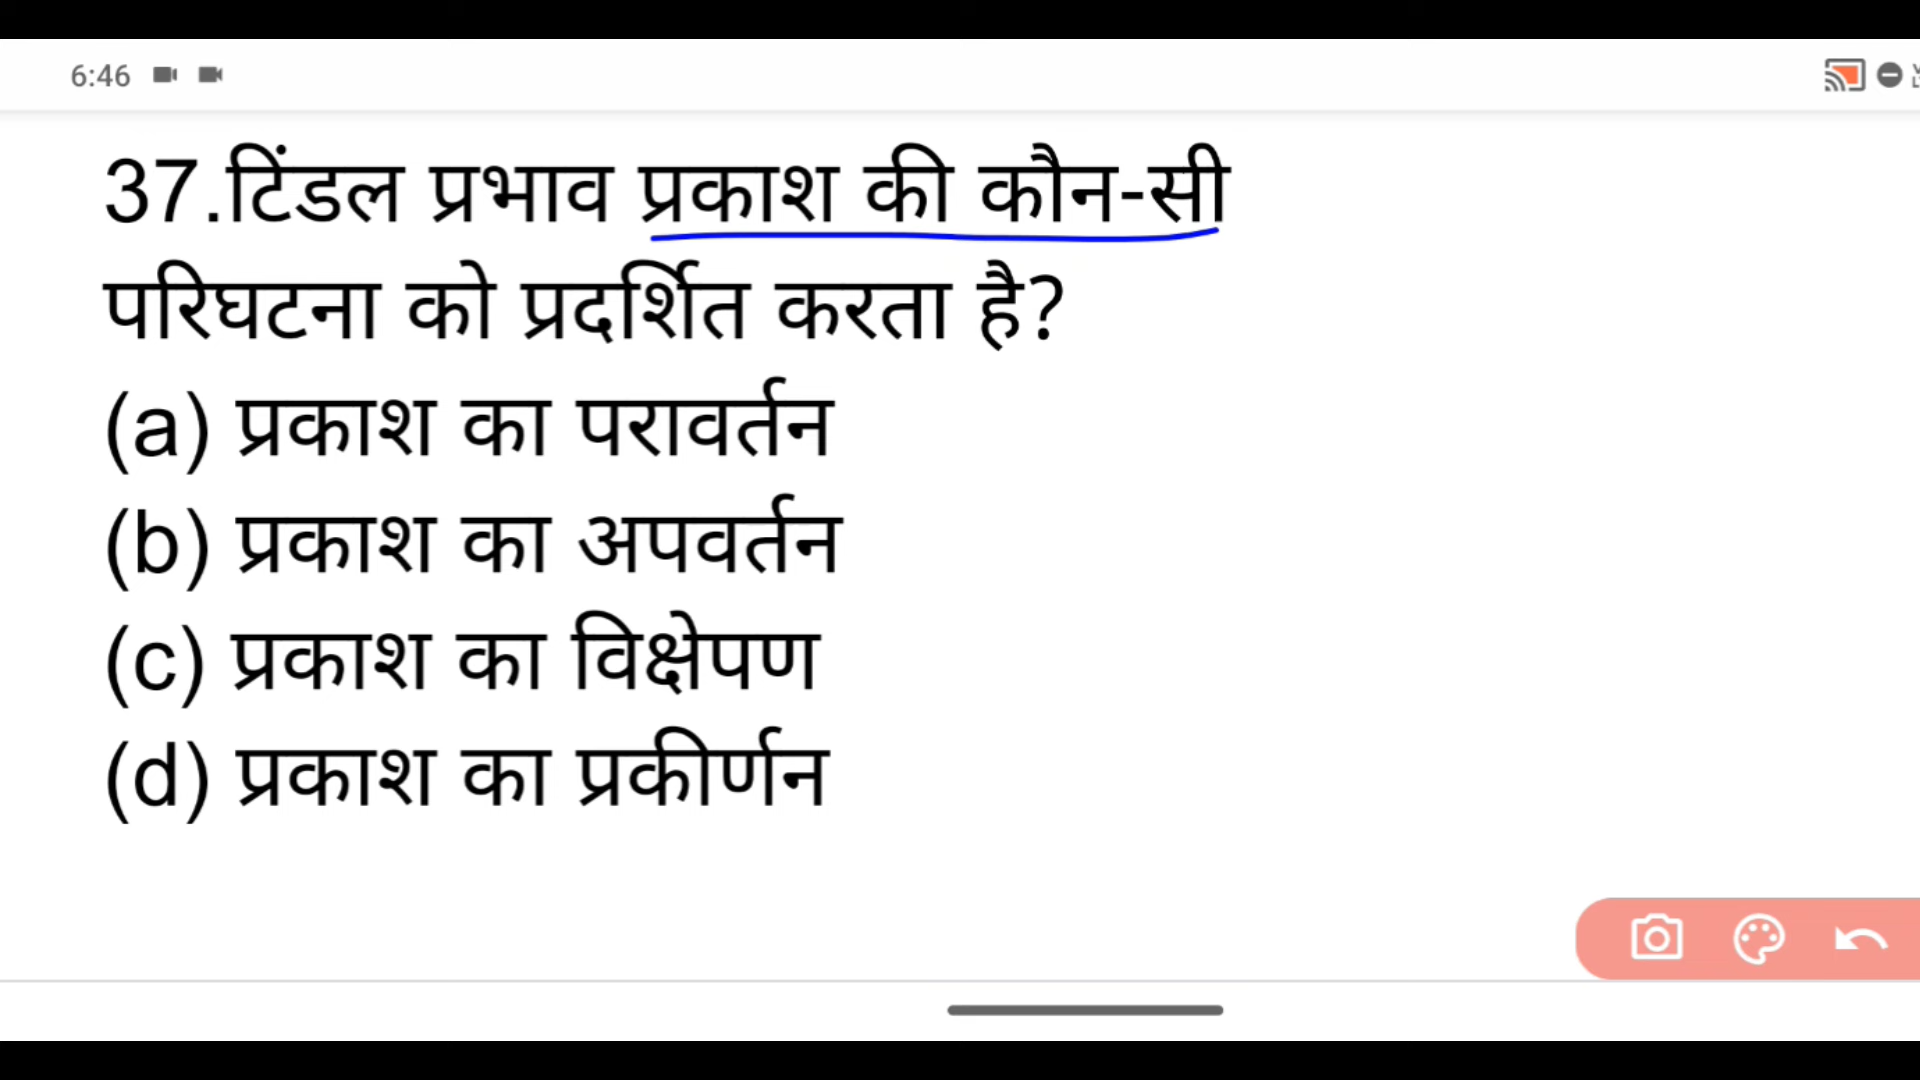 6:46
37.टिंडल प्रभाव प्रकाश की कौन-सी
परिघटना को प्रदर्शित करता है?
(a) प्रकाश का परावर्तन
(b) प्रकाश का अपवर्तन
(c) प्रकाश का विक्षेपण
(d) प्रकाश का प्रकीर्णन